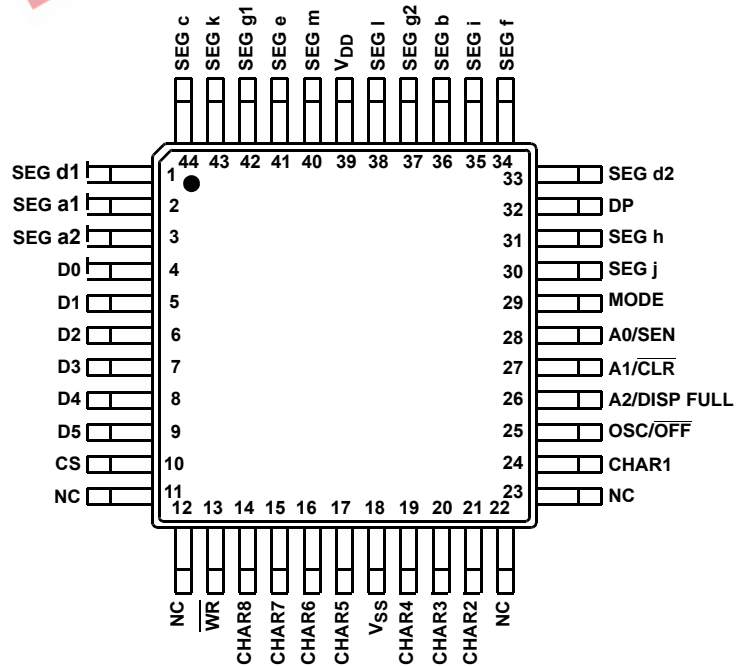 SEG c
SEG k
SEG g1
SEG e
SEG m
VDD
SEG l
SEG g2
SEG b
SEG i
SEG f
44 43 42 41 40 39 38 37 36 35 34
SEG d1 1
SEG a1 2
SEG a2 3
D0 4
D1 5
D2 6
D3 7
D4 8
D5 9
CS 10
NC 11
33 SEG d2
32 DP
31 SEG h
30 SEG j
29 MODE
28 A0/SEN
27 A1/CLR
26 A2/DISP FULL
25 OSC/OFF
24 CHAR1
23 NC
12 13 14 15 16 17 18 19 20 21 22
NC
WR
CHAR8
CHAR7
CHAR6
CHAR5
VSS
CHAR4
CHAR3
CHAR2
NC